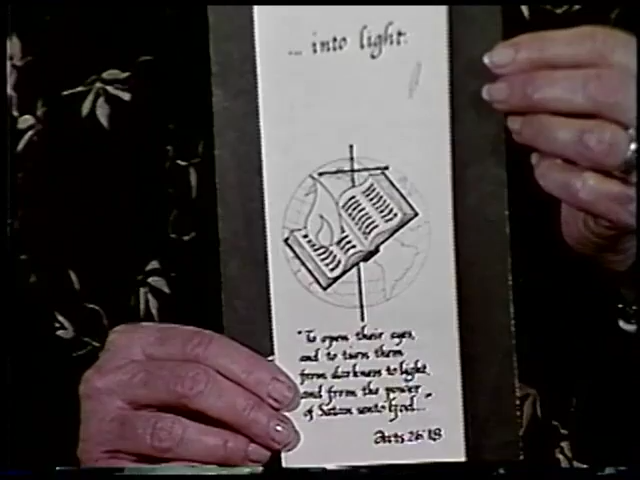 ... into light.
"To open their eyes,
and to turn them
from darkness to light,
and from the power
of Satan unto God..."
Acts 26:18